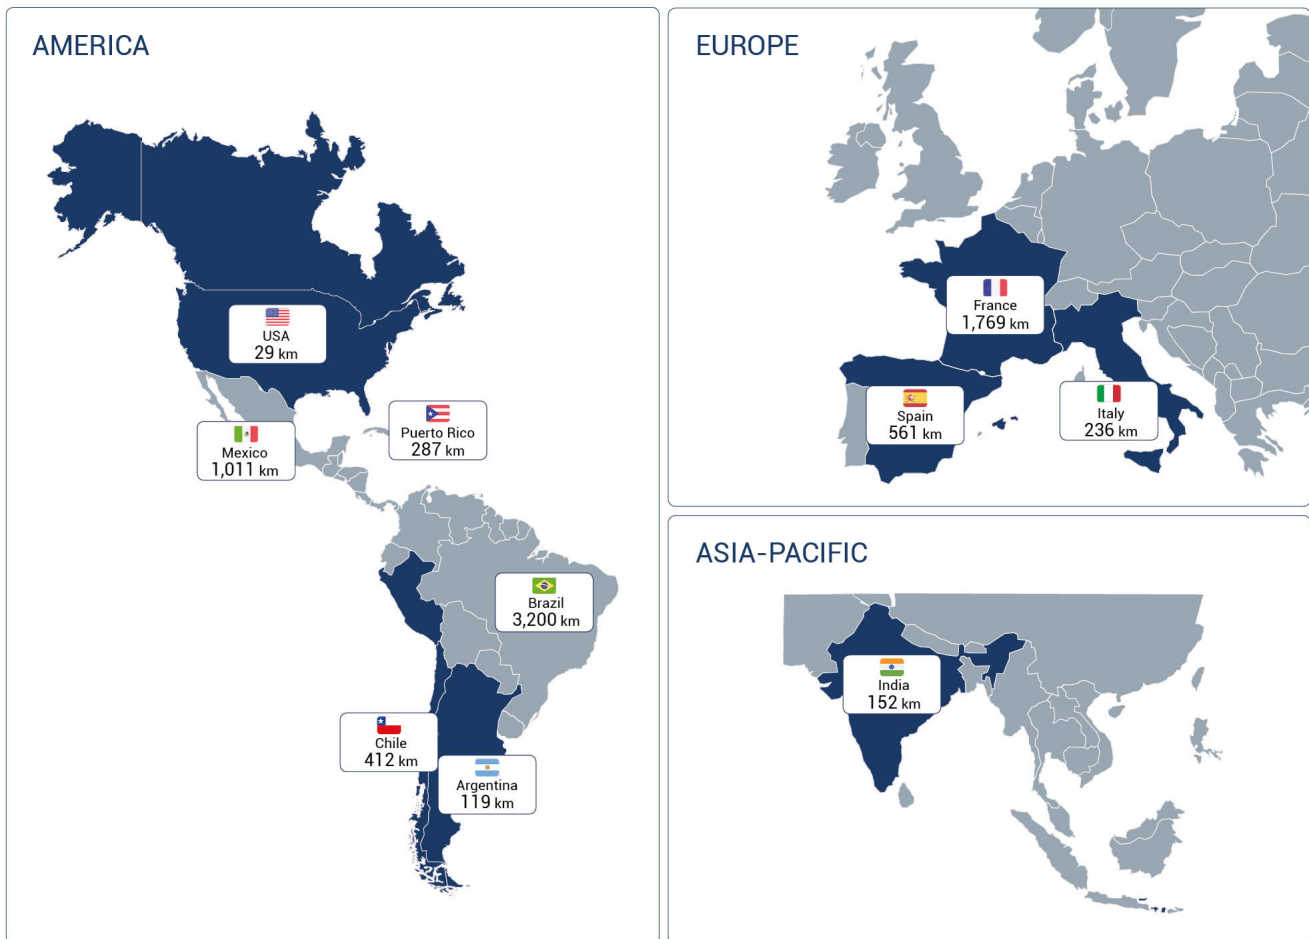 AMERICA
USA
29 km
Mexico
1,011 km
Puerto Rico
287 km
Brazil
3,200 km
Chile
412 km
Argentina
119 km
EUROPE
France
1,769 km
Spain
561 km
Italy
236 km
ASIA-PACIFIC
India
152 km